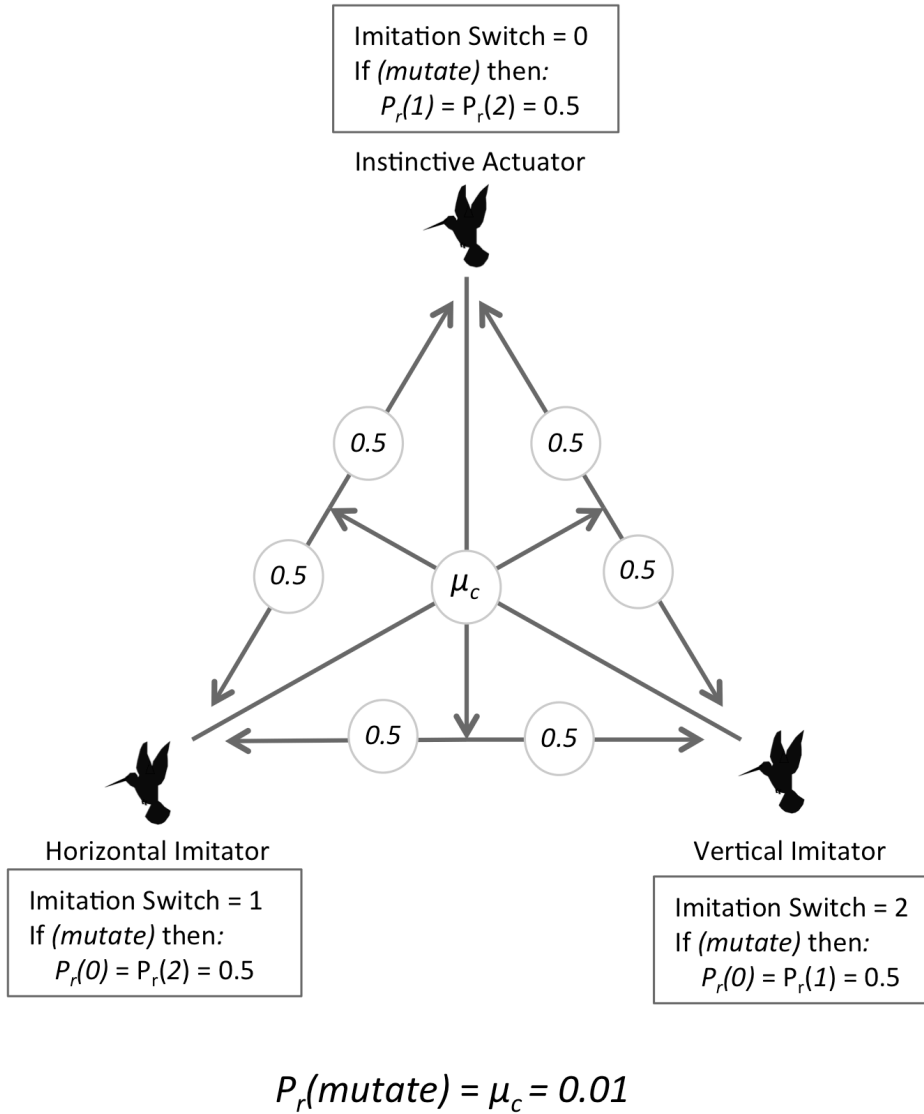 Imitation Switch = 0
If (mutate) then:
Pr(1) = Pr(2) = 0.5
Instinctive Actuator
0.5
0.5
0.5
0.5
μc
0.5
0.5
Horizontal Imitator
Vertical Imitator
Imitation Switch = 1
If (mutate) then:
Pr(0) = Pr(2) = 0.5
Imitation Switch = 2
If (mutate) then:
Pr(0) = Pr(1) = 0.5
Pr(mutate) = μc = 0.01